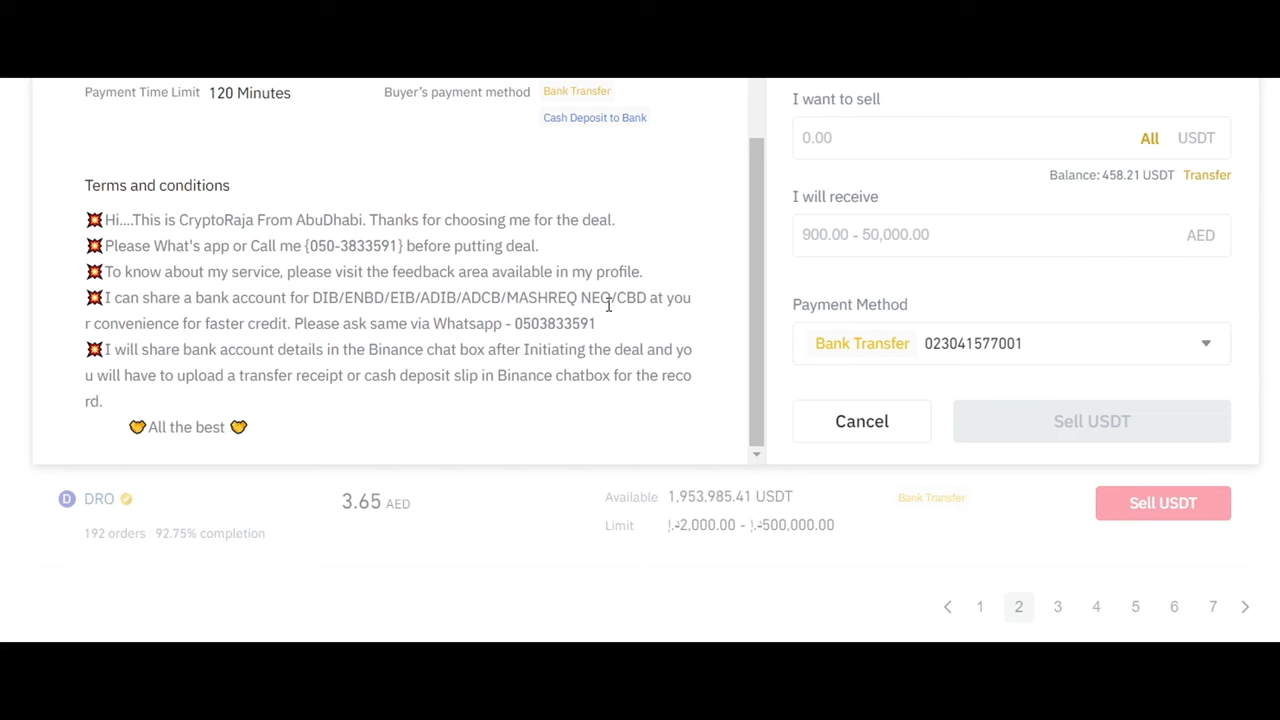 Payment Time Limit 120 Minutes
Buyer's payment method Bank Transfer
Cash Deposit to Bank
Terms and conditions
💥Hi....This is CryptoRaja From AbuDhabi. Thanks for choosing me for the deal.
💥Please What's app or Call me {050-3833591} before putting deal.
💥To know about my service, please visit the feedback area available in my profile.
💥I can share a bank account for DIB/ENBD/EIB/ADIB/ADCB/MASHREQ NEO/CBD at you
r convenience for faster credit. Please ask same via Whatsapp - 0503833591
💥I will share bank account details in the Binance chat box after Initiating the deal and yo
u will have to upload a transfer receipt or cash deposit slip in Binance chatbox for the reco
rd.
🤝All the best 🤝
I want to sell
0.00 All USDT
Balance: 458.21 USDT Transfer
I will receive
900.00 - 50,000.00 AED
Payment Method
Bank Transfer 023041577001
Cancel Sell USDT
D DRO 3.65 AED Available 1,953,985.41 USDT Bank Transfer Sell USDT
192 orders 92.75% completion Limit 2,000.00 - 500,000.00
< 1 2 3 4 5 6 7 >